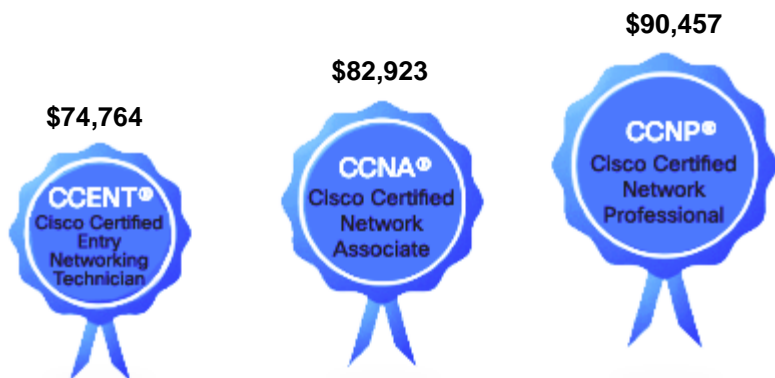 $74,764
CCENT®
Cisco Certified
Entry
Networking
Technician
$82,923
CCNA®
Cisco Certified
Network
Associate
$90,457
CCNP®
Cisco Certified
Network
Professional